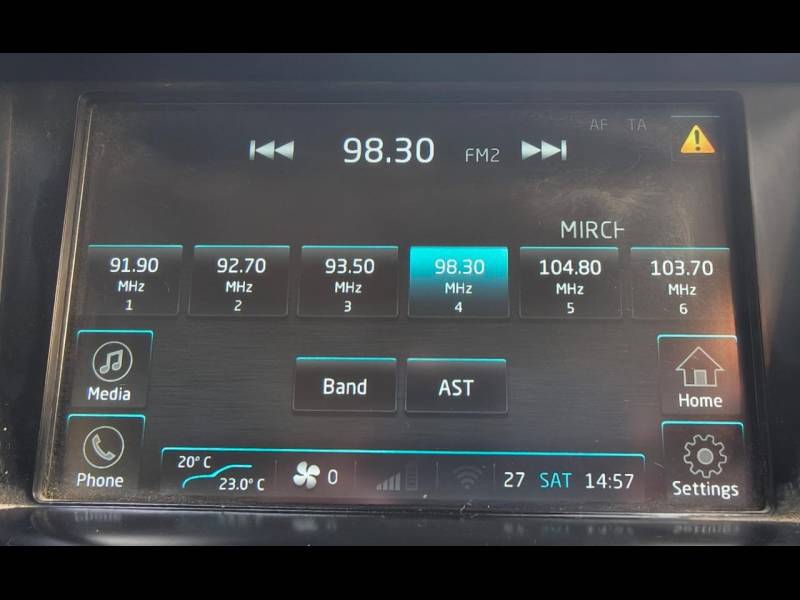 AF TA
98.30 FM2
MIRCH
91.90 MHz 1
92.70 MHz 2
93.50 MHz 3
98.30 MHz 4
104.80 MHz 5
103.70 MHz 6
Media
Band
AST
Home
Phone
20° C
23.0° C
0
27 SAT 14:57
Settings